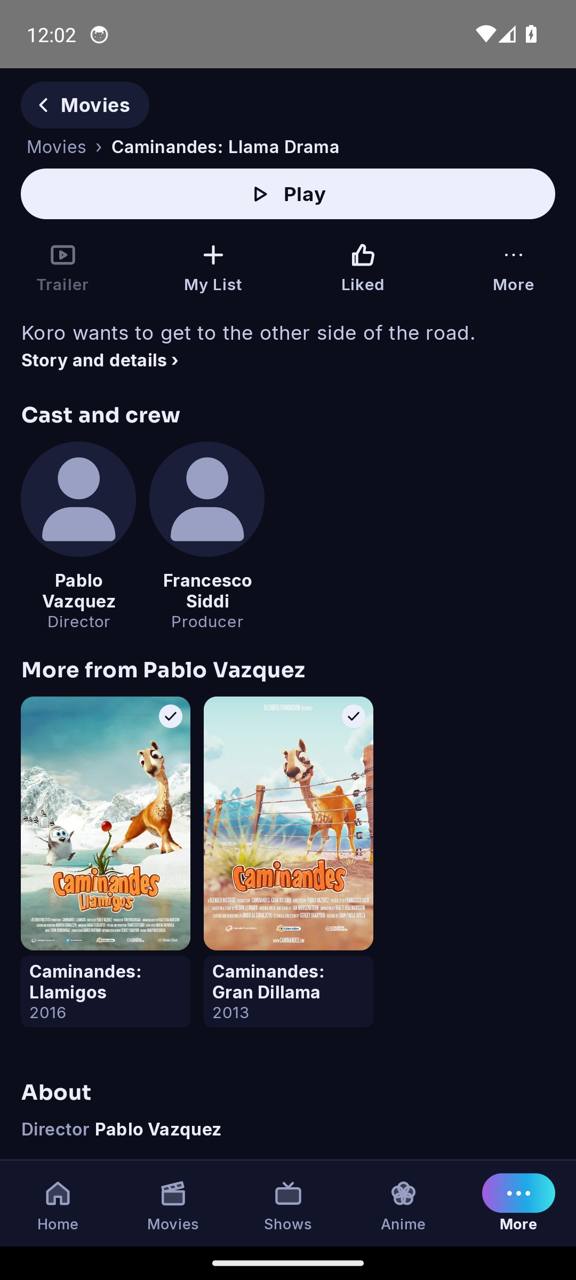 12:02
Movies
Movies › Caminandes: Llama Drama
Play
Trailer
My List
Liked
More
Koro wants to get to the other side of the road.
Story and details ›
Cast and crew
Pablo
Vazquez
Director
Francesco
Siddi
Producer
More from Pablo Vazquez
Caminandes
Llamigos
Caminandes
WWW.CAMINANDES.COM
Caminandes:
Llamigos
2016
Caminandes:
Gran Dillama
2013
About
Director Pablo Vazquez
Home
Movies
Shows
Anime
More